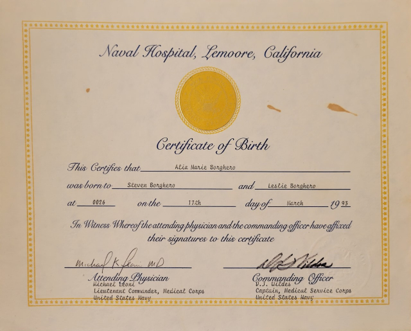 Naval Hospital, Lemoore, California
Certificate of Birth
This Certifies that Alia Marie Borghero
was born to Steven Borghero and Leslie Borghero
at 0026 on the 11th day of March 1993
In Witness Whereof the attending physician and the commanding officer have affixed
their signatures to this certificate
Attending Physician Commanding Officer
Michael
Lieutenant Commander, Medical Corps Captain, Medical Service Corps
United States Navy United States Navy